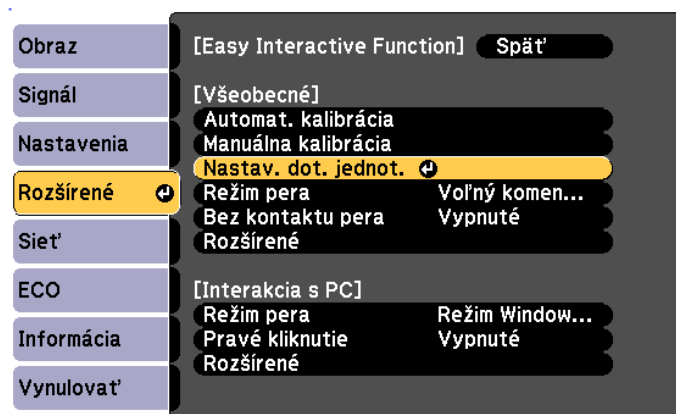 Obraz
Signál
Nastavenia
Rozšírené
Sieť
ECO
Informácia
Vynulovať
[Easy Interactive Function] Späť
[Všeobecné]
Automat. kalibrácia
Manuálna kalibrácia
Nastav. dot. jednot.
Režim pera Voľný komen...
Bez kontaktu pera Vypnuté
Rozšírené
[Interakcia s PC]
Režim pera Režim Window...
Pravé kliknutie Vypnuté
Rozšírené